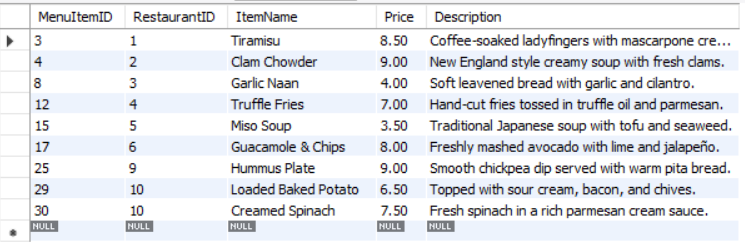 MenuItemID RestaurantID ItemName Price Description
3 1 Tiramisu 8.50 Coffee-soaked ladyfingers with mascarpone cre...
4 2 Clam Chowder 9.00 New England style creamy soup with fresh clams.
8 3 Garlic Naan 4.00 Soft leavened bread with garlic and cilantro.
12 4 Truffle Fries 7.00 Hand-cut fries tossed in truffle oil and parmesan.
15 5 Miso Soup 3.50 Traditional Japanese soup with tofu and seaweed.
17 6 Guacamole & Chips 8.00 Freshly mashed avocado with lime and jalapeño.
25 9 Hummus Plate 9.00 Smooth chickpea dip served with warm pita bread.
29 10 Loaded Baked Potato 6.50 Topped with sour cream, bacon, and chives.
30 10 Creamed Spinach 7.50 Fresh spinach in a rich parmesan cream sauce.
NULL NULL NULL NULL NULL